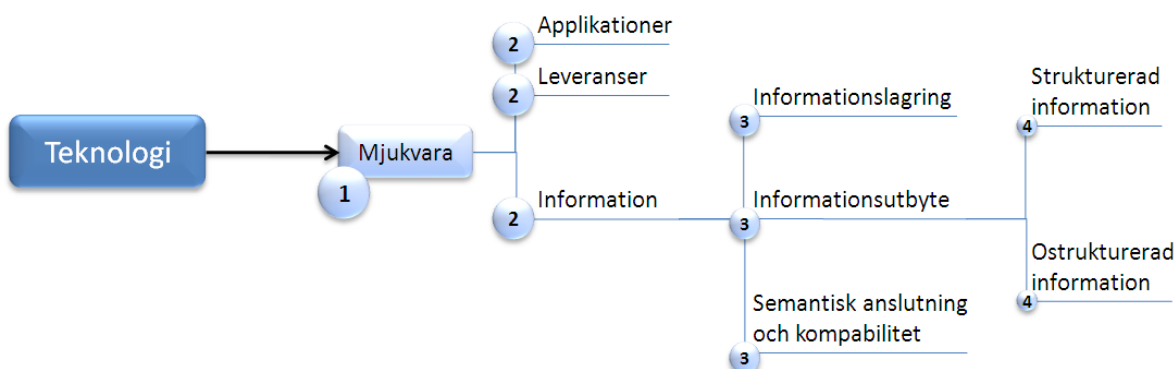 Teknologi
1
Mjukvara
2
Applikationer
2
Leveranser
2
Information
3
Informationslagring
3
Informationsutbyte
3
Semantisk anslutning
och kompabilitet
4
Strukturerad
information
4
Ostrukturerad
information